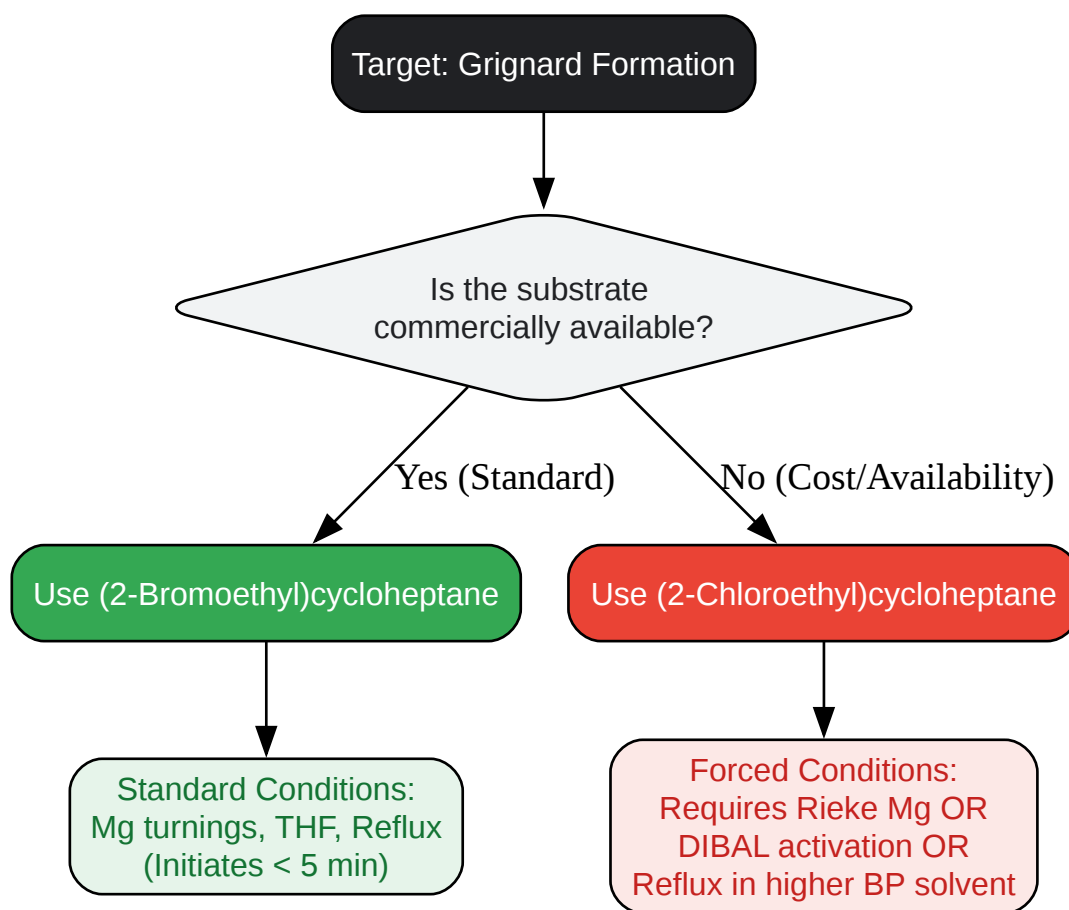 Target: Grignard Formation
Is the substrate
commercially available?
Yes (Standard)
No (Cost/Availability)
Use (2-Bromoethyl)cycloheptane
Use (2-Chloroethyl)cycloheptane
Standard Conditions:
Mg turnings, THF, Reflux
(Initiates < 5 min)
Forced Conditions:
Requires Rieke Mg OR
DIBAL activation OR
Reflux in higher BP solvent